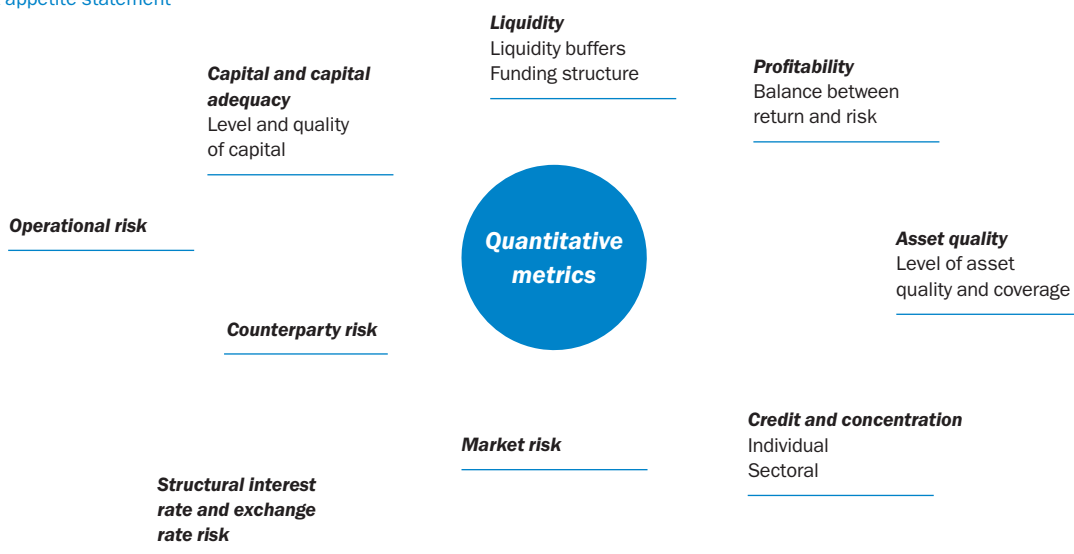 appetite statement
Liquidity
Liquidity buffers
Funding structure
Capital and capital
adequacy
Level and quality
of capital
Profitability
Balance between
return and risk
Operational risk
Quantitative
metrics
Asset quality
Level of asset
quality and coverage
Counterparty risk
Credit and concentration
Individual
Sectoral
Market risk
Structural interest
rate and exchange
rate risk